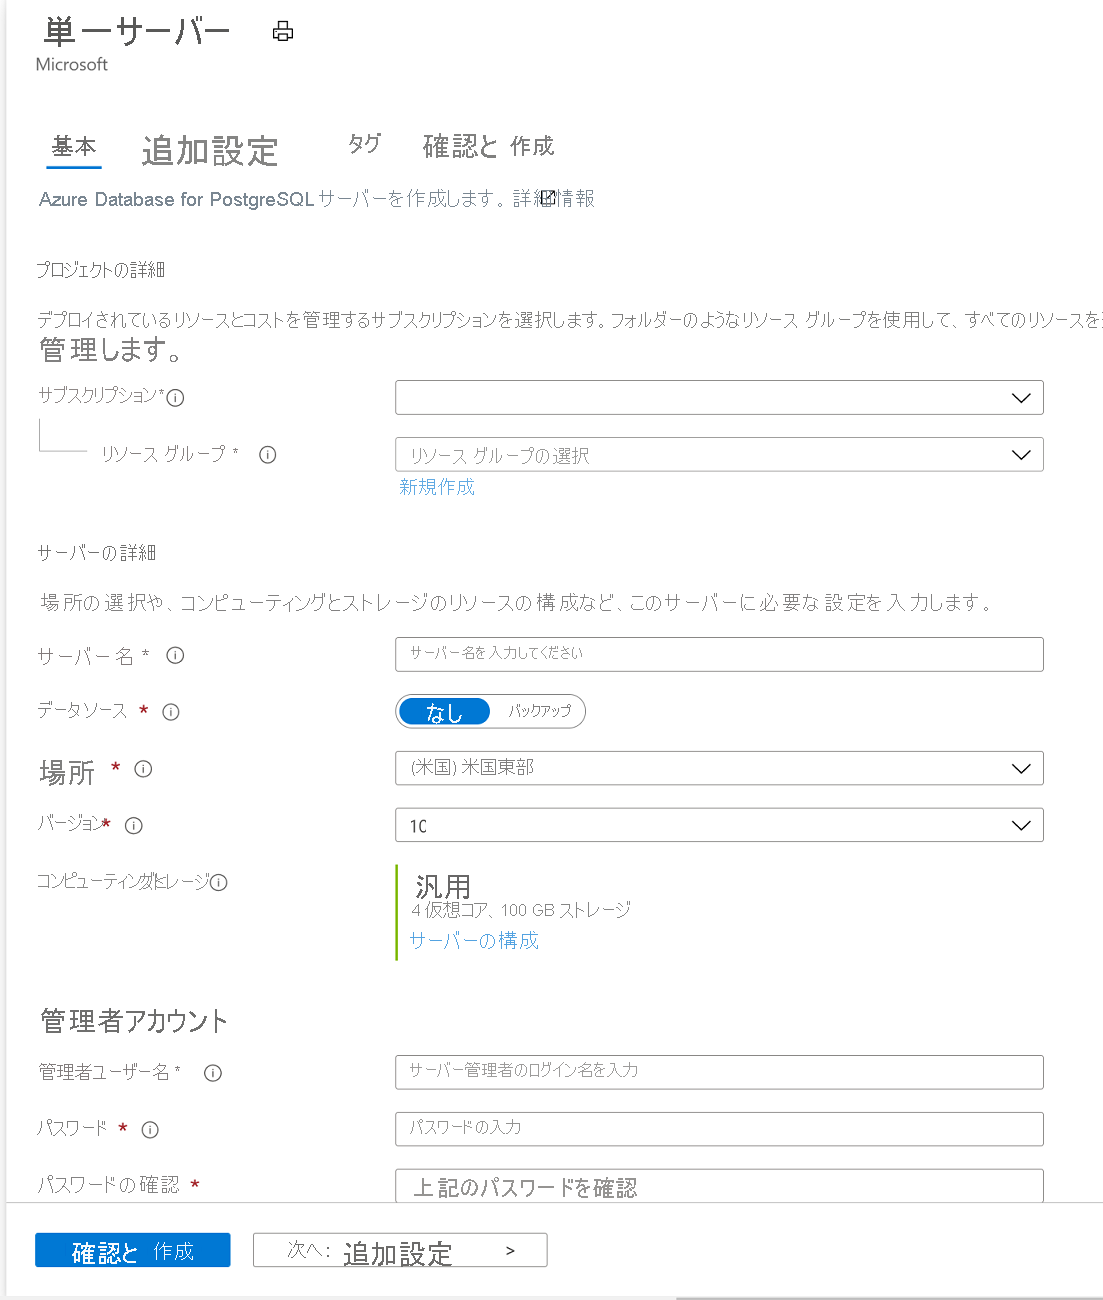 単一サーバー
Microsoft
基本 追加設定 タグ 確認と 作成
Azure Database for PostgreSQL サーバーを作成します。詳細情報
プロジェクトの詳細
デプロイされているリソースとコストを管理するサブスクリプションを選択します。フォルダーのようなリソース グループを使用して、すべてのリソースを
管理します。
サブスクリプション*
リソース グループ *
リソース グループの選択
新規作成
サーバーの詳細
場所の選択や、コンピューティングとストレージのリソースの構成など、このサーバーに必要な設定を入力します。
サーバー名 * サーバー名を入力してください
データソース * なし バックアップ
場所 * (米国) 米国東部
バージョン* 10
コンピューティング ストレージ 汎用
4 仮想コア、100 GB ストレージ
サーバーの構成
管理者アカウント
管理者ユーザー名 * サーバー管理者のログイン名を入力
パスワード * パスワードの入力
パスワードの確認 * 上記のパスワードを確認
確認と 作成 次へ: 追加設定 >